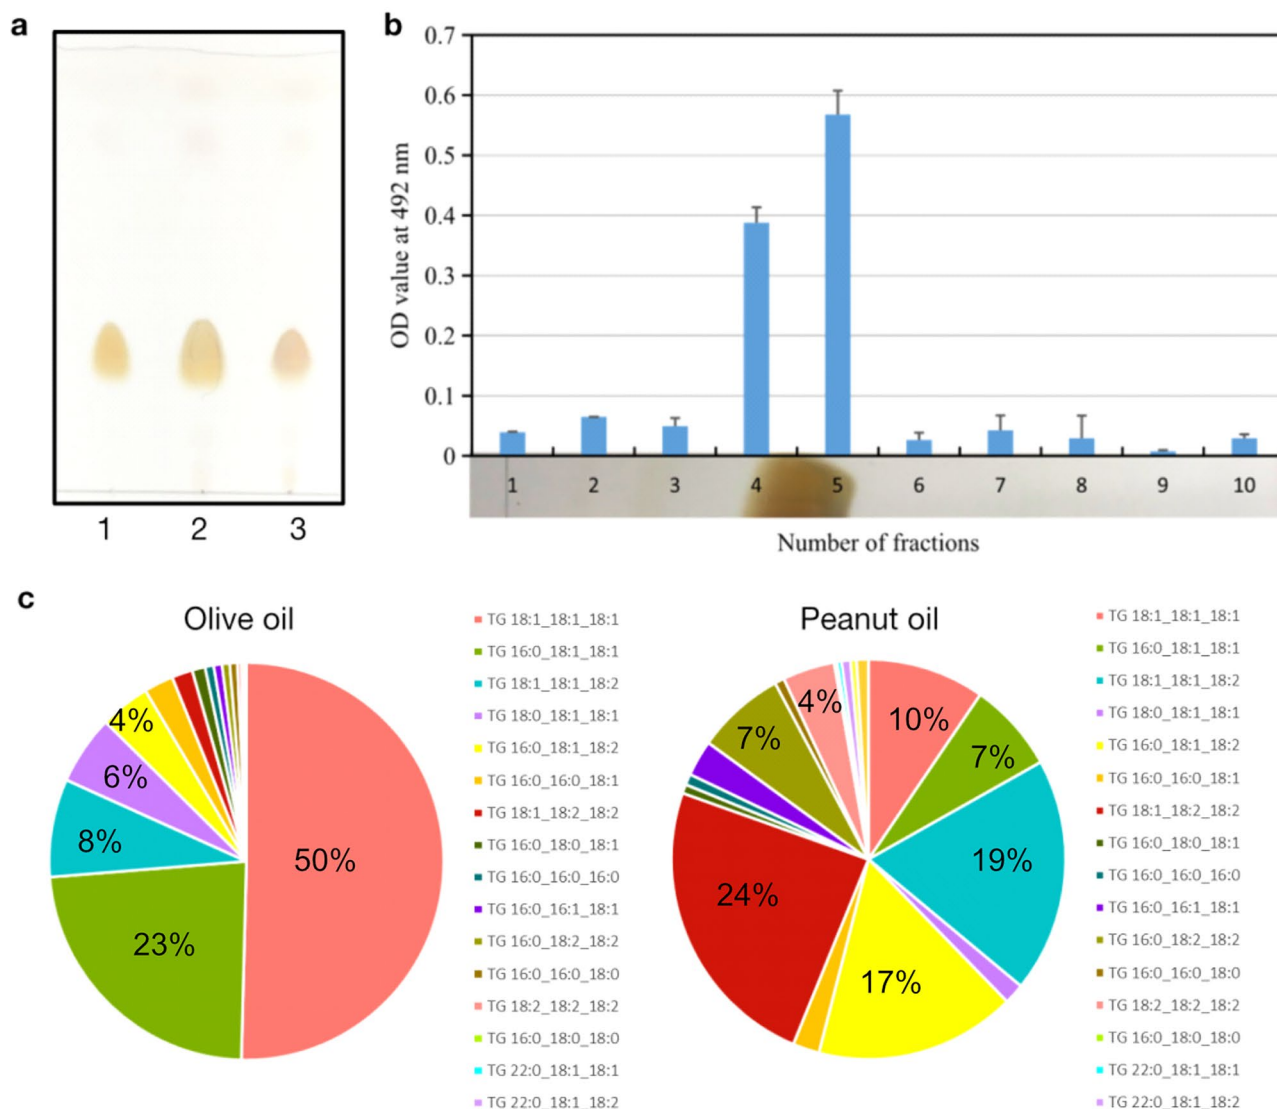 a
1 2 3
b
OD value at 492 nm
0.7
0.6
0.5
0.4
0.3
0.2
0.1
0
1 2 3 4 5 6 7 8 9 10
Number of fractions
c
Olive oil
50%
23%
8%
6%
4%
TG 18:1_18:1_18:1
TG 16:0_18:1_18:1
TG 18:1_18:1_18:2
TG 18:0_18:1_18:1
TG 16:0_18:1_18:2
TG 16:0_16:0_18:1
TG 18:1_18:2_18:2
TG 16:0_18:0_18:1
TG 16:0_16:0_16:0
TG 16:0_16:1_18:1
TG 16:0_18:2_18:2
TG 16:0_16:0_18:0
TG 18:2_18:2_18:2
TG 16:0_18:0_18:0
TG 22:0_18:1_18:1
TG 22:0_18:1_18:2
Peanut oil
10%
7%
19%
17%
24%
7%
4%
TG 18:1_18:1_18:1
TG 16:0_18:1_18:1
TG 18:1_18:1_18:2
TG 18:0_18:1_18:1
TG 16:0_18:1_18:2
TG 16:0_16:0_18:1
TG 18:1_18:2_18:2
TG 16:0_18:0_18:1
TG 16:0_16:0_16:0
TG 16:0_16:1_18:1
TG 16:0_18:2_18:2
TG 16:0_16:0_18:0
TG 18:2_18:2_18:2
TG 16:0_18:0_18:0
TG 22:0_18:1_18:1
TG 22:0_18:1_18:2